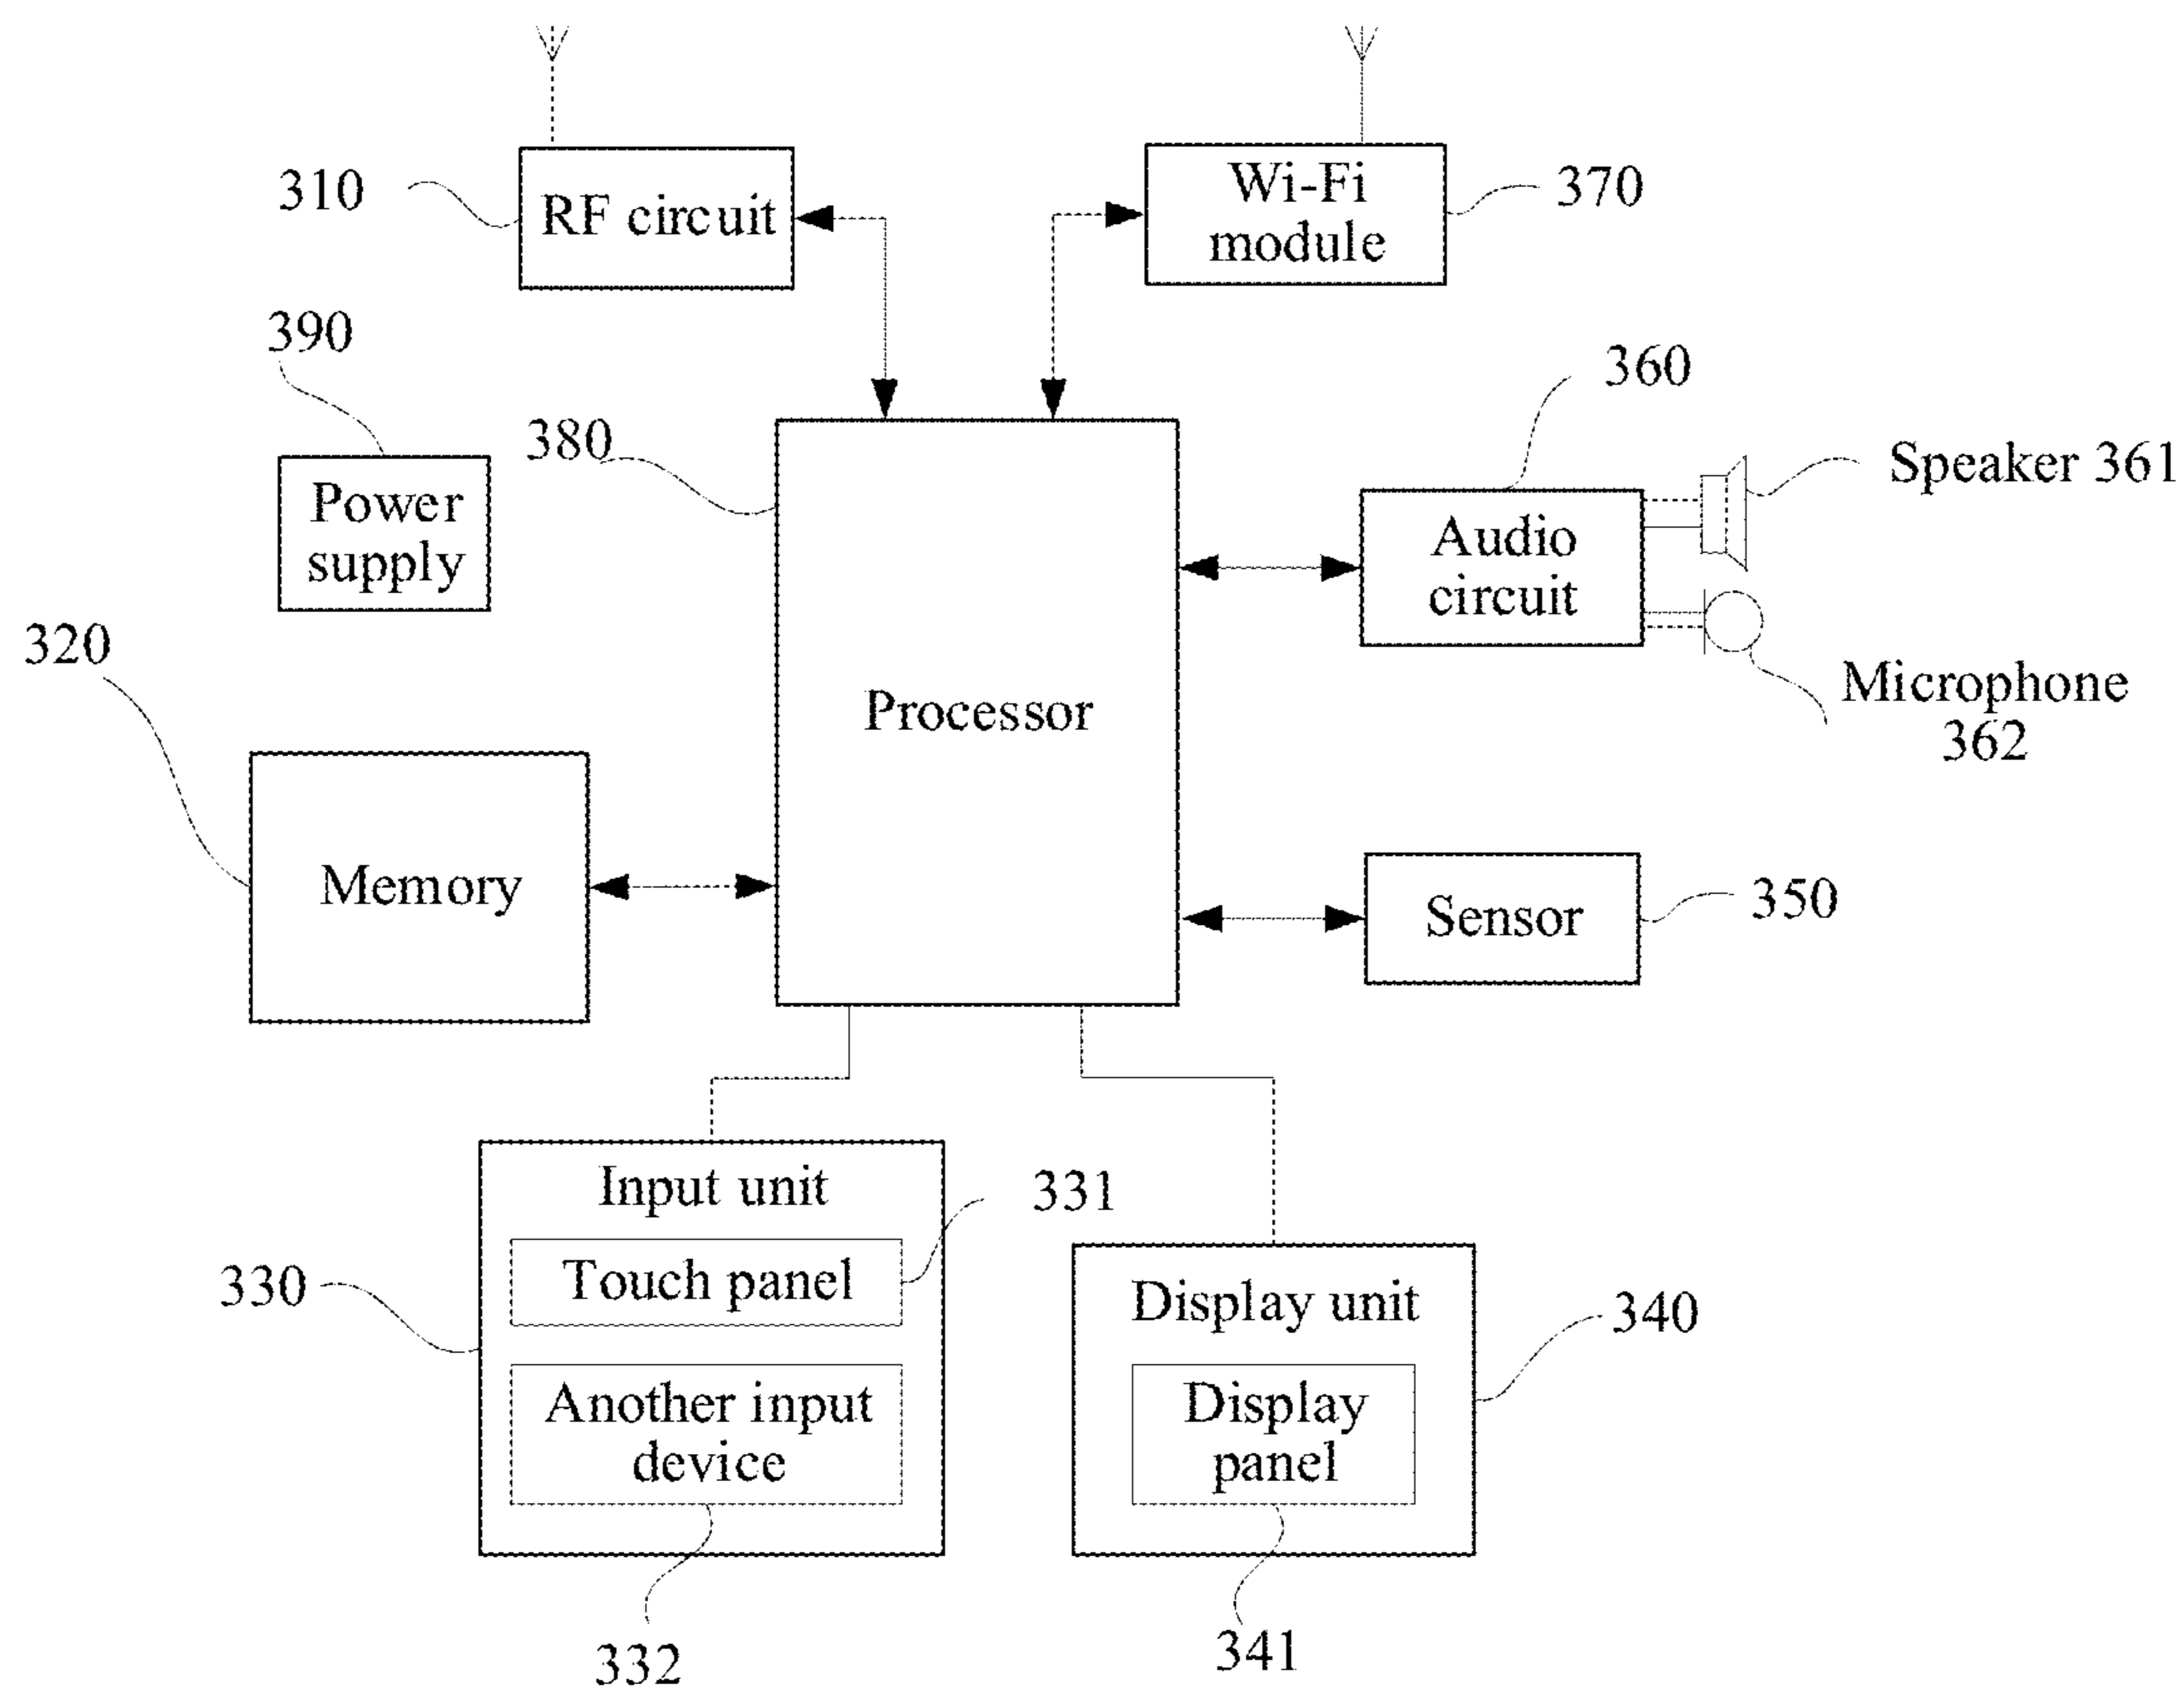 310
RF circuit
Wi-Fi
module
370
390
Power
supply
380
Processor
360
Audio
circuit
Speaker 361
Microphone
362
320
Memory
Sensor
350
Input unit
331
Touch panel
330
Another input
device
332
Display unit
340
Display
panel
341